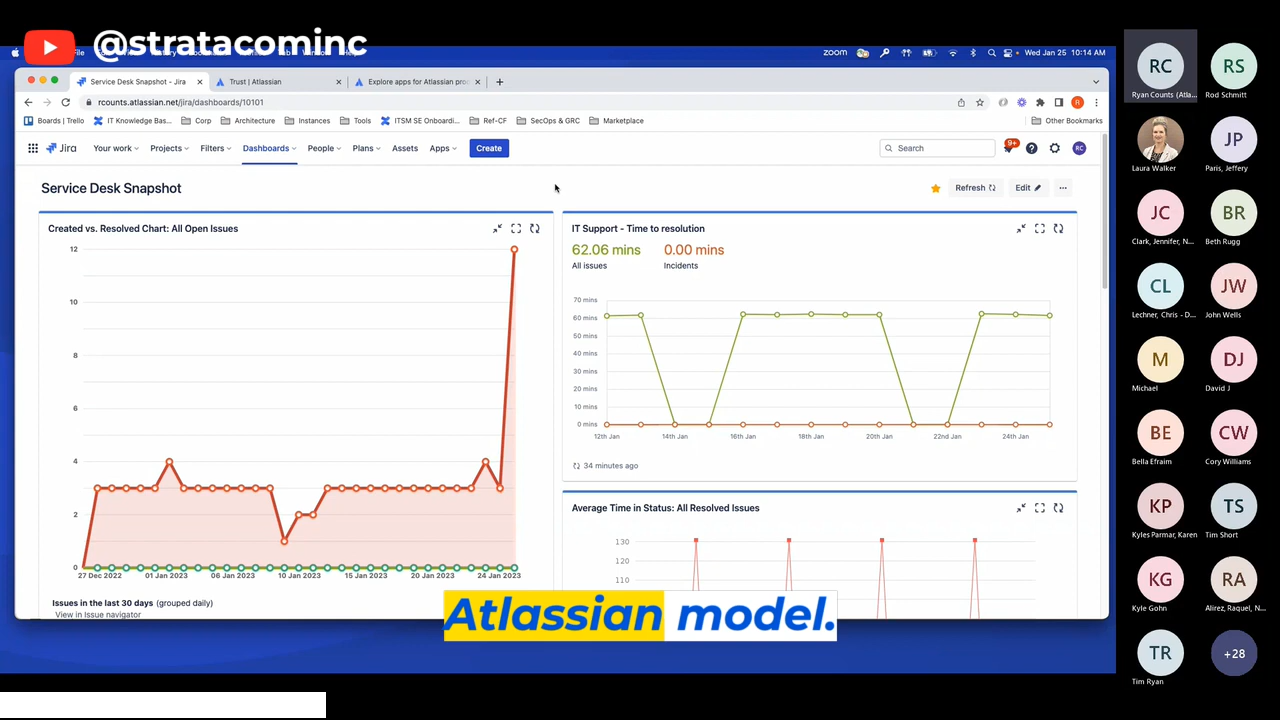 @stratacominc
File
zoom
Wed Jan 25 10:14 AM
Service Desk Snapshot - Jira
Trust | Atlassian
Explore apps for Atlassian pro
rcounts.atlassian.net/jira/dashboards/10101
Boards | Trello
IT Knowledge Bas...
Corp
Architecture
Instances
Tools
ITSM SE Onboardi...
Ref-CF
SecOps & GRC
Marketplace
Other Bookmarks
Jira
Your work
Projects
Filters
Dashboards
People
Plans
Assets
Apps
Create
Search
9+
RC
Service Desk Snapshot
Refresh
Edit
Created vs. Resolved Chart: All Open Issues
12
10
8
6
4
2
0
27 Dec 2022
01 Jan 2023
06 Jan 2023
10 Jan 2023
15 Jan 2023
20 Jan 2023
24 Jan 2023
Issues in the last 30 days (grouped daily)
View in Issue navigator
IT Support - Time to resolution
62.06 mins
0.00 mins
All issues
Incidents
70 mins
60 mins
50 mins
40 mins
30 mins
20 mins
10 mins
0 mins
12th Jan
14th Jan
16th Jan
18th Jan
20th Jan
22nd Jan
24th Jan
34 minutes ago
Average Time in Status: All Resolved Issues
130
120
110
Atlassian model.
RC
Ryan Counts (Atla...
RS
Rod Schmitt
Laura Walker
JP
Paris, Jeffery
JC
Clark, Jennifer, N...
BR
Beth Rugg
CL
Lechner, Chris - D...
JW
John Wells
M
Michael
DJ
David J
BE
Bella Efraim
CW
Cory Williams
KP
Kyles Parmar, Karen
TS
Tim Short
KG
Kyle Gohn
RA
Alirez, Raquel, N...
TR
Tim Ryan
+28